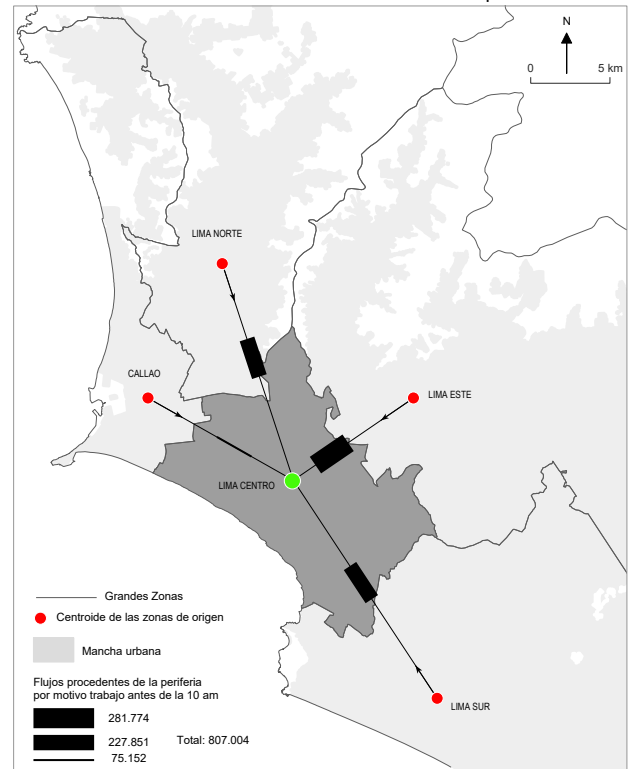 N
0 5 km
LIMA NORTE
CALLAO
LIMA ESTE
LIMA CENTRO
LIMA SUR
Grandes Zonas
Centroide de las zonas de origen
Mancha urbana
Flujos procedentes de la periferia
por motivo trabajo antes de la 10 am
281.774
227.851 Total: 807.004
75.152